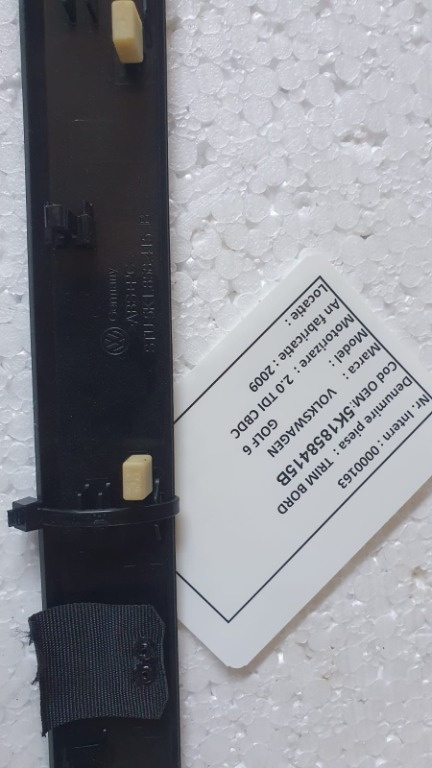 Nr. Intern : 0000163
Denumire piesa : TRIM BORD
Cod OEM:5K1858415B
Marca : VOLKSWAGEN
Model : GOLF 6
Motorizare : 2.0 TDI CBDC
An fabricatie : 2009
Locatie :
Germany